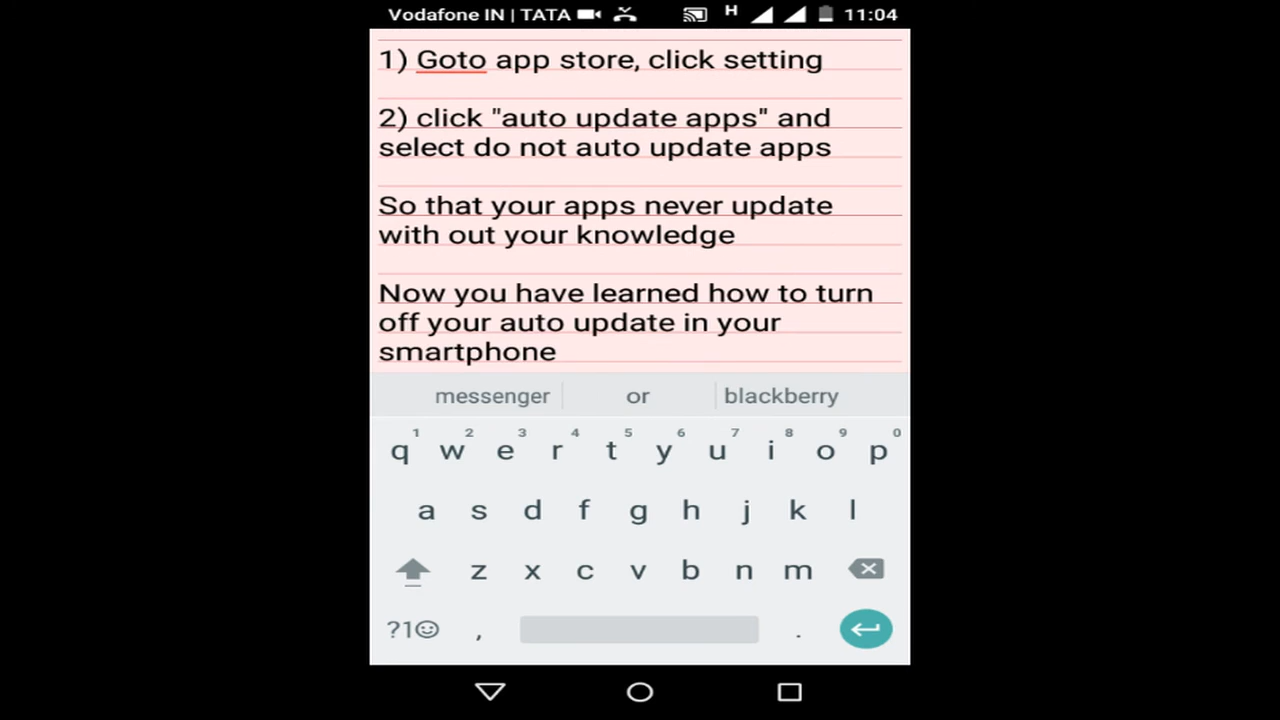 Vodafone IN | TATA H 11:04
1) Goto app store, click setting
2) click "auto update apps" and
select do not auto update apps
So that your apps never update
with out your knowledge
Now you have learned how to turn
off your auto update in your
smartphone
messenger or blackberry
1 2 3 4 5 6 7 8 9 0
q w e r t y u i o p
a s d f g h j k l
z x c v b n m
?1☺ , .